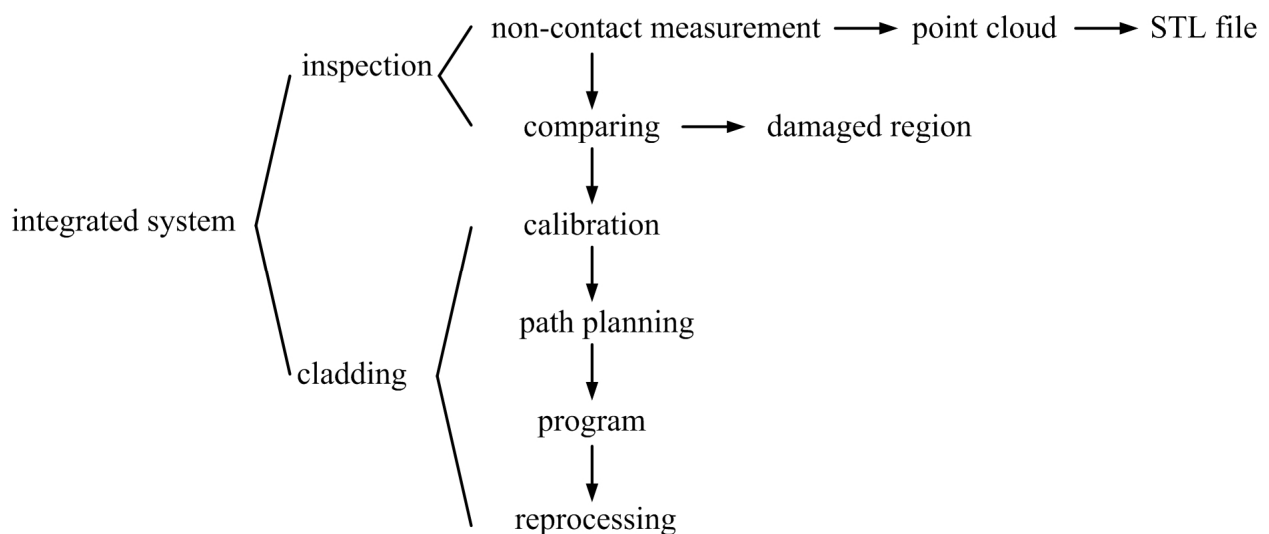 non-contact measurement
point cloud
STL file
inspection
comparing
damaged region
integrated system
calibration
path planning
cladding
program
reprocessing